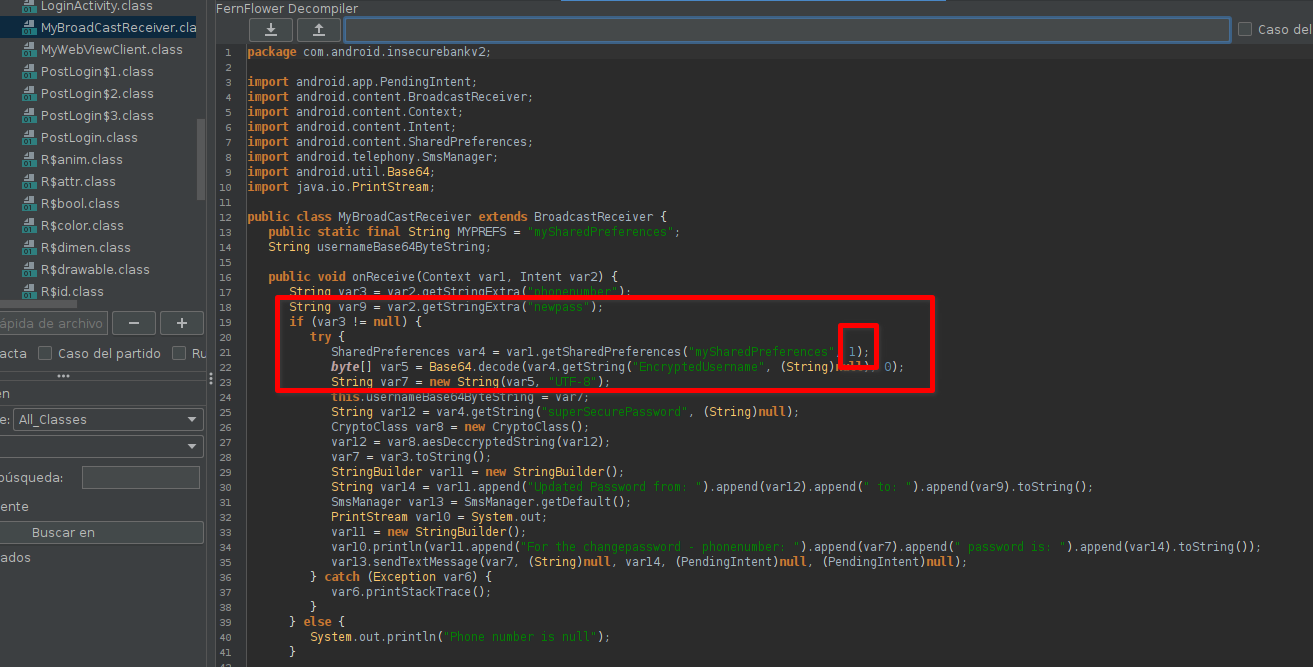 LoginActivity.class
MyBroadCastReceiver.cla
MyWebViewClient.class
PostLogin$1.class
PostLogin$2.class
PostLogin$3.class
PostLogin.class
R$anim.class
R$attr.class
R$bool.class
R$color.class
R$dimen.class
R$drawable.class
R$id.class
ápida de archivo
− +
acta Caso del partido Ru
...
en
e: All_Classes
búsqueda:
ente
Buscar en
ados
FernFlower Decompiler
Caso del
1 package com.android.insecurebankv2;
2
3 import android.app.PendingIntent;
4 import android.content.BroadcastReceiver;
5 import android.content.Context;
6 import android.content.Intent;
7 import android.content.SharedPreferences;
8 import android.telephony.SmsManager;
9 import android.util.Base64;
10 import java.io.PrintStream;
11
12 public class MyBroadCastReceiver extends BroadcastReceiver {
13 public static final String MYPREFS = "mySharedPreferences";
14 String usernameBase64ByteString;
15
16 public void onReceive(Context var1, Intent var2) {
17 String var3 = var2.getStringExtra("phonenumber");
18 String var9 = var2.getStringExtra("newpass");
19 if (var3 != null) {
20 try {
21 SharedPreferences var4 = var1.getSharedPreferences("mySharedPreferences", 1);
22 byte[] var5 = Base64.decode(var4.getString("EncryptedUsername", (String)null), 0);
23 String var7 = new String(var5, "UTF-8");
24 this.usernameBase64ByteString = var7;
25 String var12 = var4.getString("superSecurePassword", (String)null);
26 CryptoClass var8 = new CryptoClass();
27 var12 = var8.aesDeccryptedString(var12);
28 var7 = var3.toString();
29 StringBuilder var11 = new StringBuilder();
30 String var14 = var11.append("Updated Password from: ").append(var12).append(" to: ").append(var9).toString();
31 SmsManager var13 = SmsManager.getDefault();
32 PrintStream var10 = System.out;
33 var11 = new StringBuilder();
34 var10.println(var11.append("For the changepassword - phonenumber: ").append(var7).append(" password is: ").append(var14).toString());
35 var13.sendTextMessage(var7, (String)null, var14, (PendingIntent)null, (PendingIntent)null);
36 } catch (Exception var6) {
37 var6.printStackTrace();
38 }
39 } else {
40 System.out.println("Phone number is null");
41 }